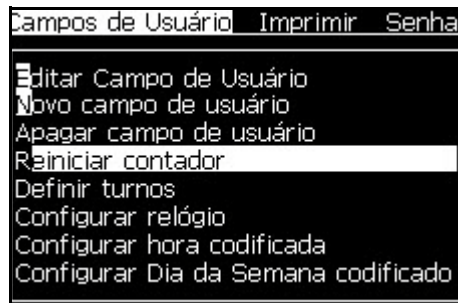 Campos de Usuário Imprimir Senha
Editar Campo de Usuário
Novo campo de usuário
Apagar campo de usuário
Reiniciar contador
Definir turnos
Configurar relógio
Configurar hora codificada
Configurar Dia da Semana codificado